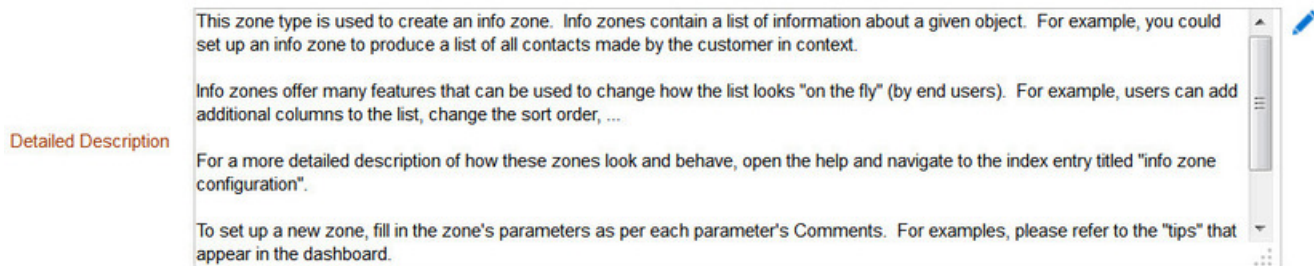 This zone type is used to create an info zone.  Info zones contain a list of information about a given object.  For example, you could
set up an info zone to produce a list of all contacts made by the customer in context.
Info zones offer many features that can be used to change how the list looks "on the fly" (by end users).  For example, users can add
additional columns to the list, change the sort order, ...
Detailed Description
For a more detailed description of how these zones look and behave, open the help and navigate to the index entry titled "info zone
configuration".
To set up a new zone, fill in the zone's parameters as per each parameter's Comments.  For examples, please refer to the "tips" that
appear in the dashboard.